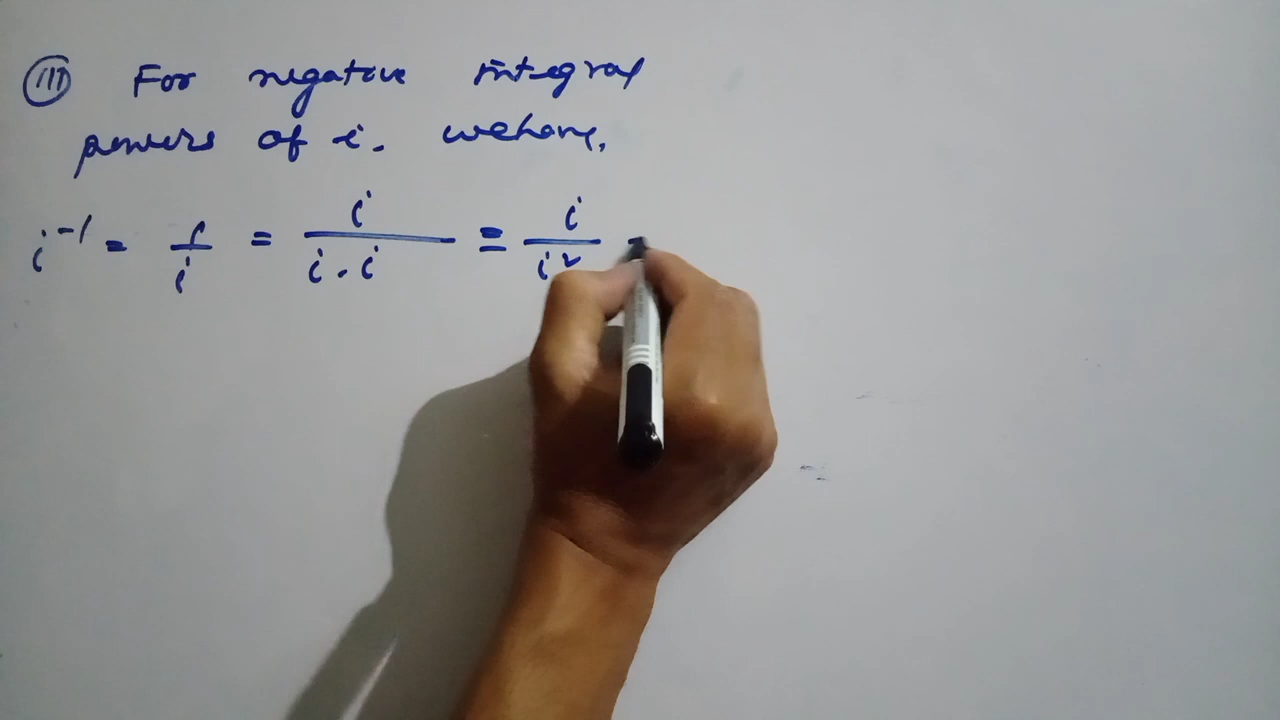 (III) For negative integral
powers of i. we have,
i⁻¹ = 1/i = i/(i . i) = i/i² =